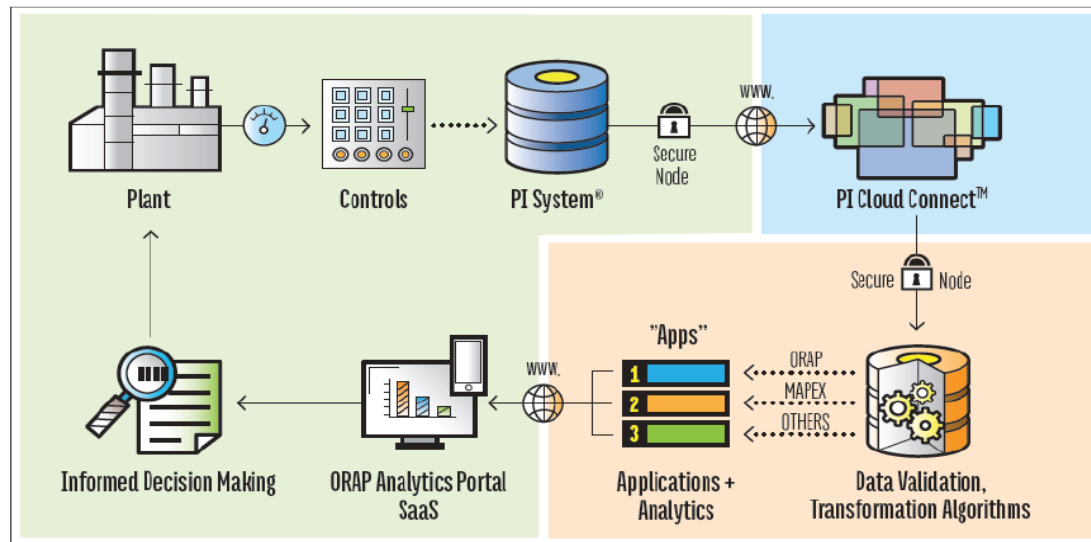 WWW.
Secure
Node
Plant
Controls
PI System®
PI Cloud Connect™
Secure
Node
"Apps"
ORAP
MAPEX
OTHERS
1
2
3
WWW.
Informed Decision Making
ORAP Analytics Portal
SaaS
Applications +
Analytics
Data Validation,
Transformation Algorithms